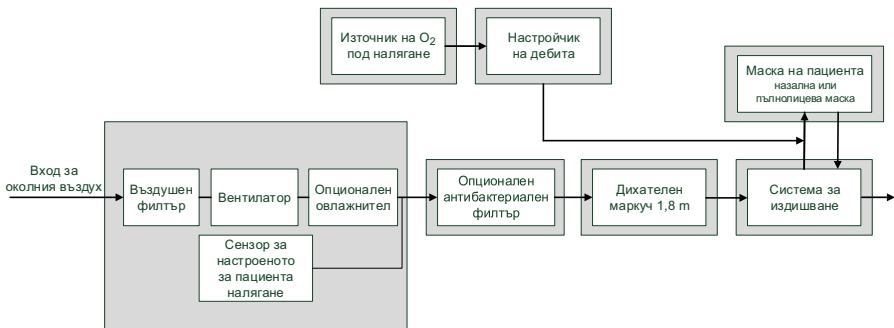 Източник на O₂
под налягане
Настройчик
на дебита
Маска на пациента
назална или
пълнолицева маска
Вход за
околния въздух
Въздушен
филтър
Вентилатор
Опционален
овлажнител
Опционален
антибактериален
филтър
Дихателен
маркуч 1,8 m
Система за
издишване
Сензор за
настроеното
за пациента
налягане